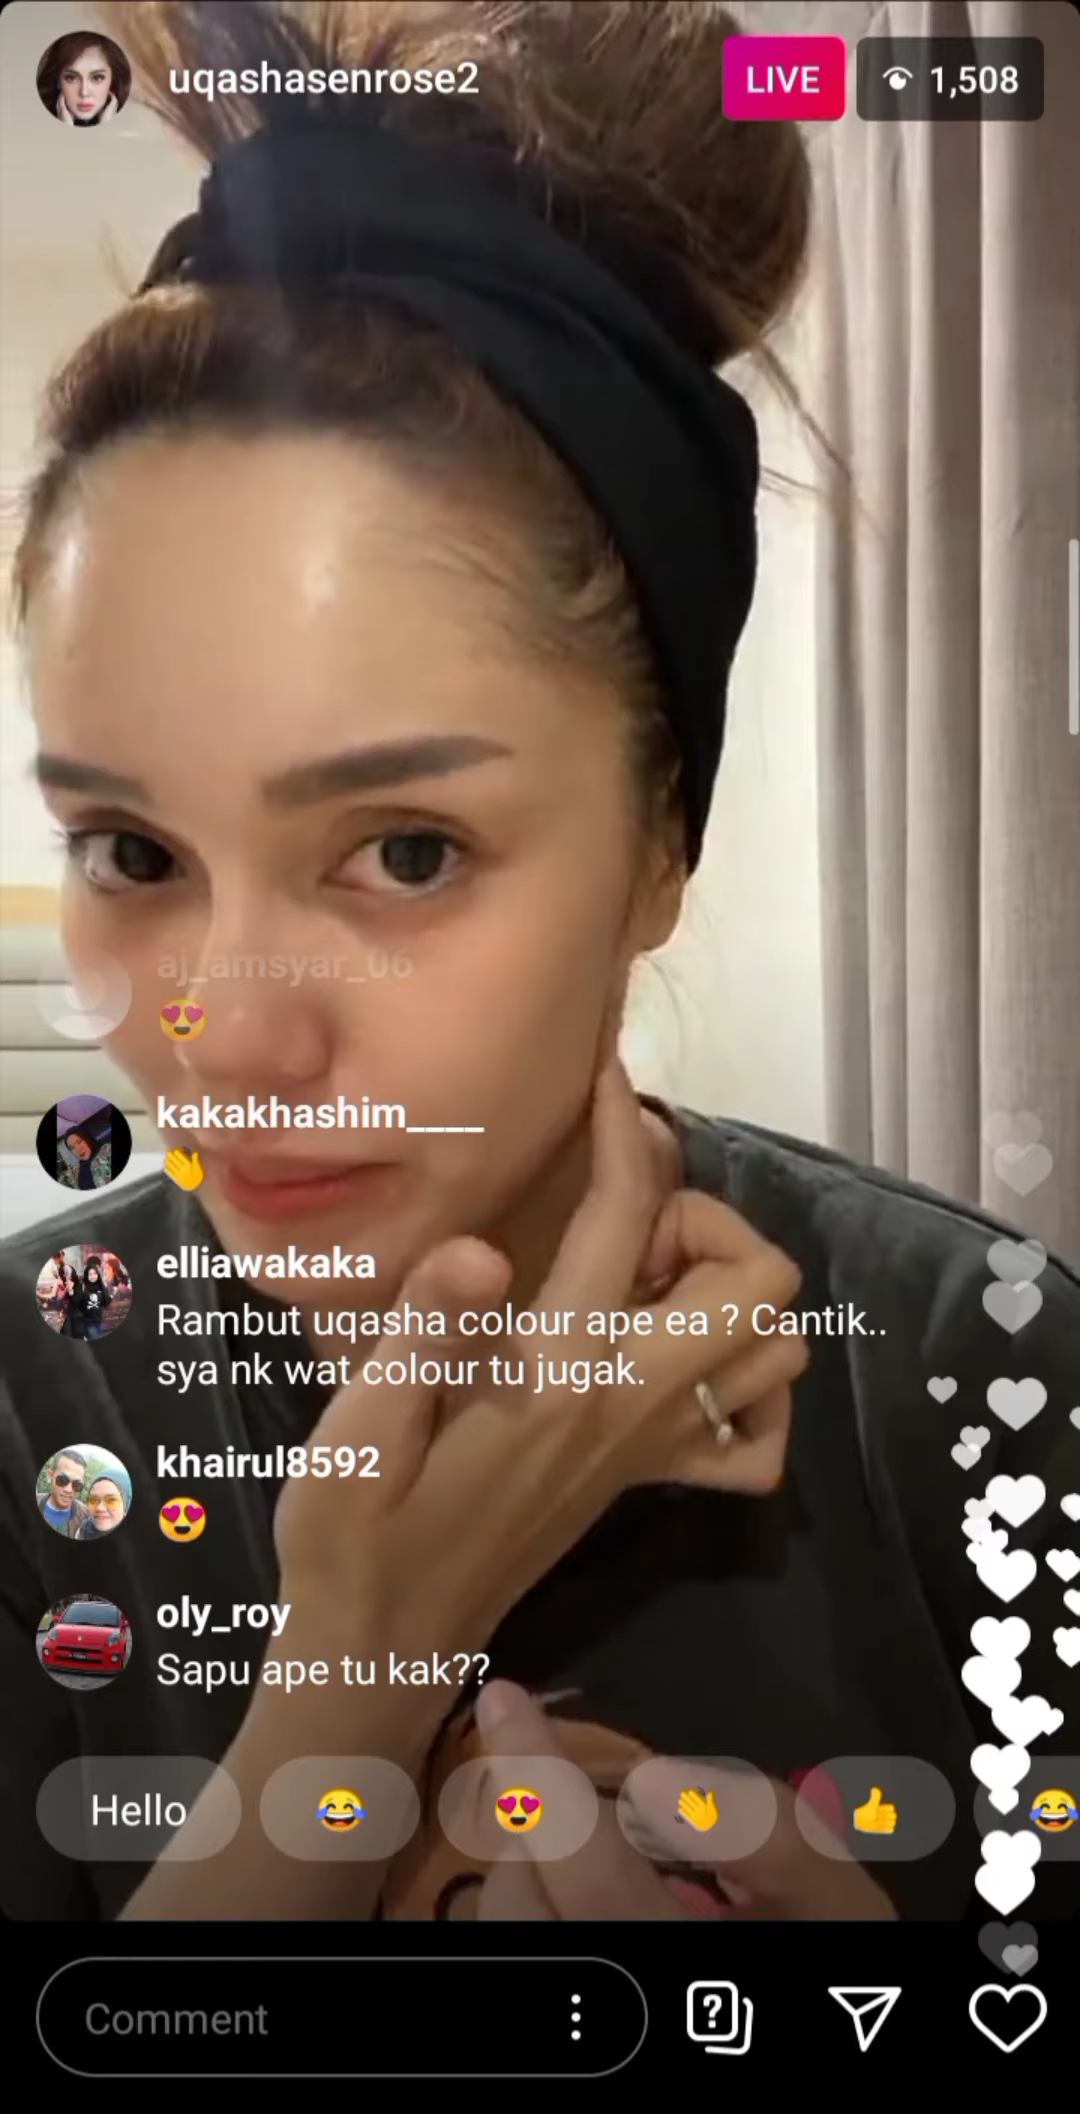 uqashasenrose2
LIVE
1,508
aj_amsyar_06
kakakhashim____
elliawakaka
Rambut uqasha colour ape ea ? Cantik..
sya nk wat colour tu jugak.
khairul8592
oly_roy
Sapu ape tu kak??
Hello
Comment